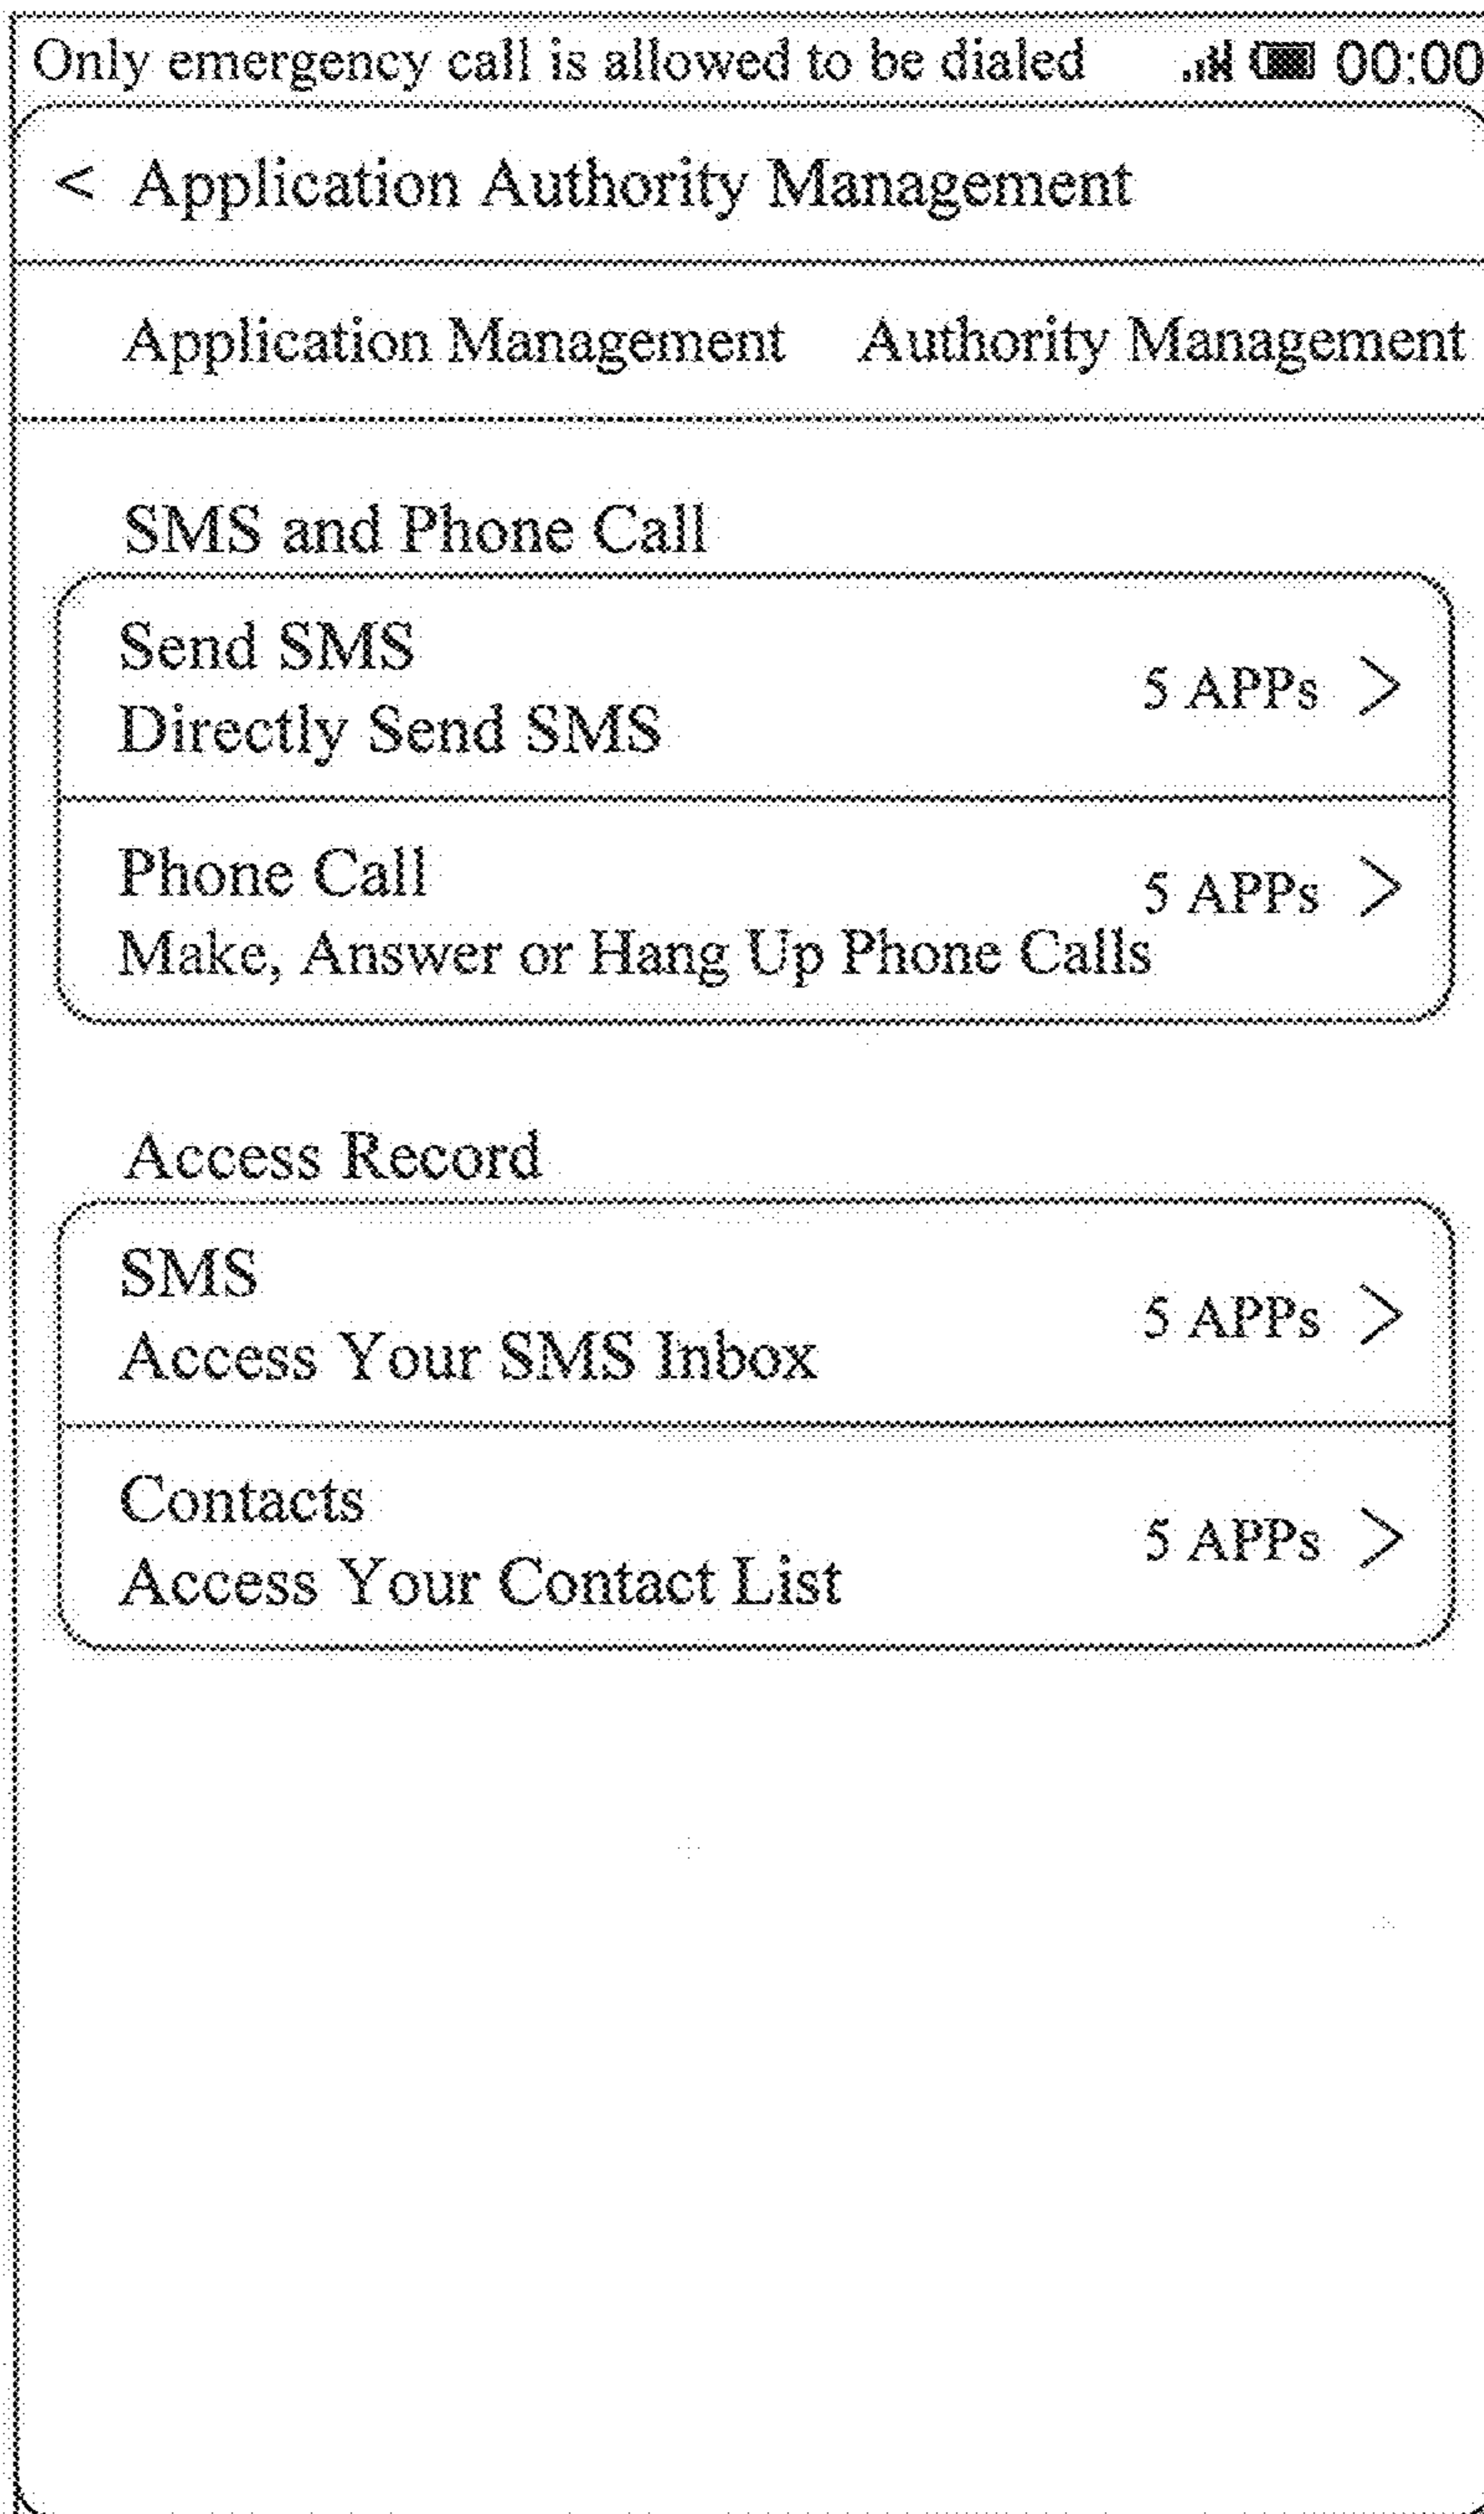 Only emergency call is allowed to be dialed 00:00
< Application Authority Management
Application Management Authority Management
SMS and Phone Call
Send SMS
5 APPs >
Directly Send SMS
Phone Call
5 APPs >
Make, Answer or Hang Up Phone Calls
Access Record
SMS
5 APPs >
Access Your SMS Inbox
Contacts
5 APPs >
Access Your Contact List